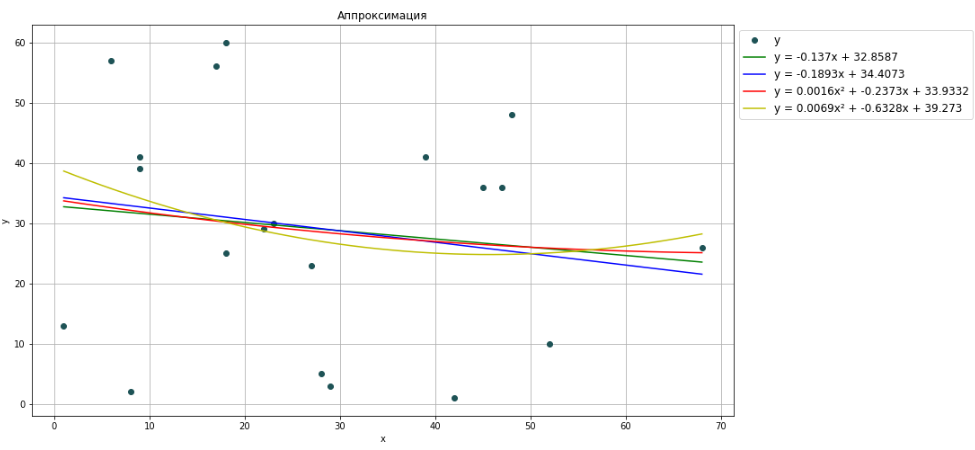 Аппроксимация
y
60
50
40
30
20
10
0
0 10 20 30 40 50 60 70
x
y
y = -0.137x + 32.8587
y = -0.1893x + 34.4073
y = 0.0016x² + -0.2373x + 33.9332
y = 0.0069x² + -0.6328x + 39.273